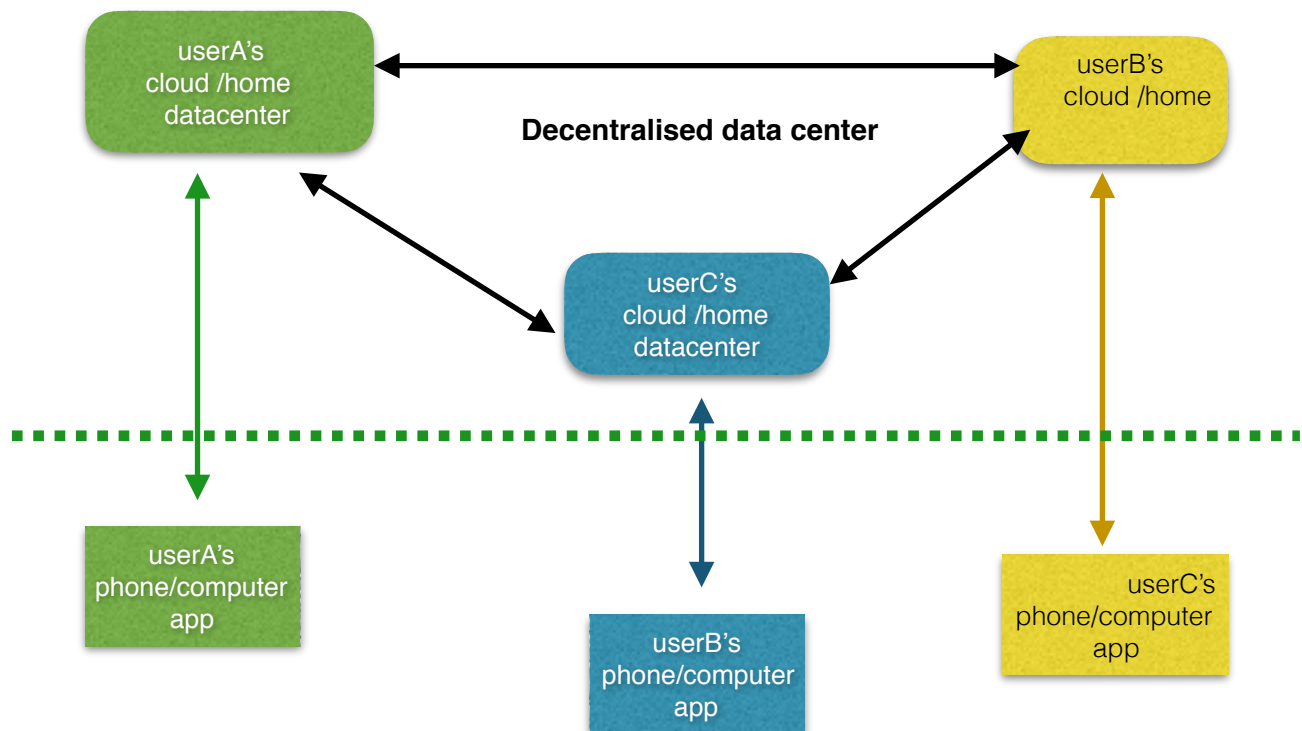 userA’s
cloud /home
datacenter
userB’s
cloud /home
Decentralised data center
userC’s
cloud /home
datacenter
userA’s
phone/computer
app
userB’s
phone/computer
app
userC’s
phone/computer
app